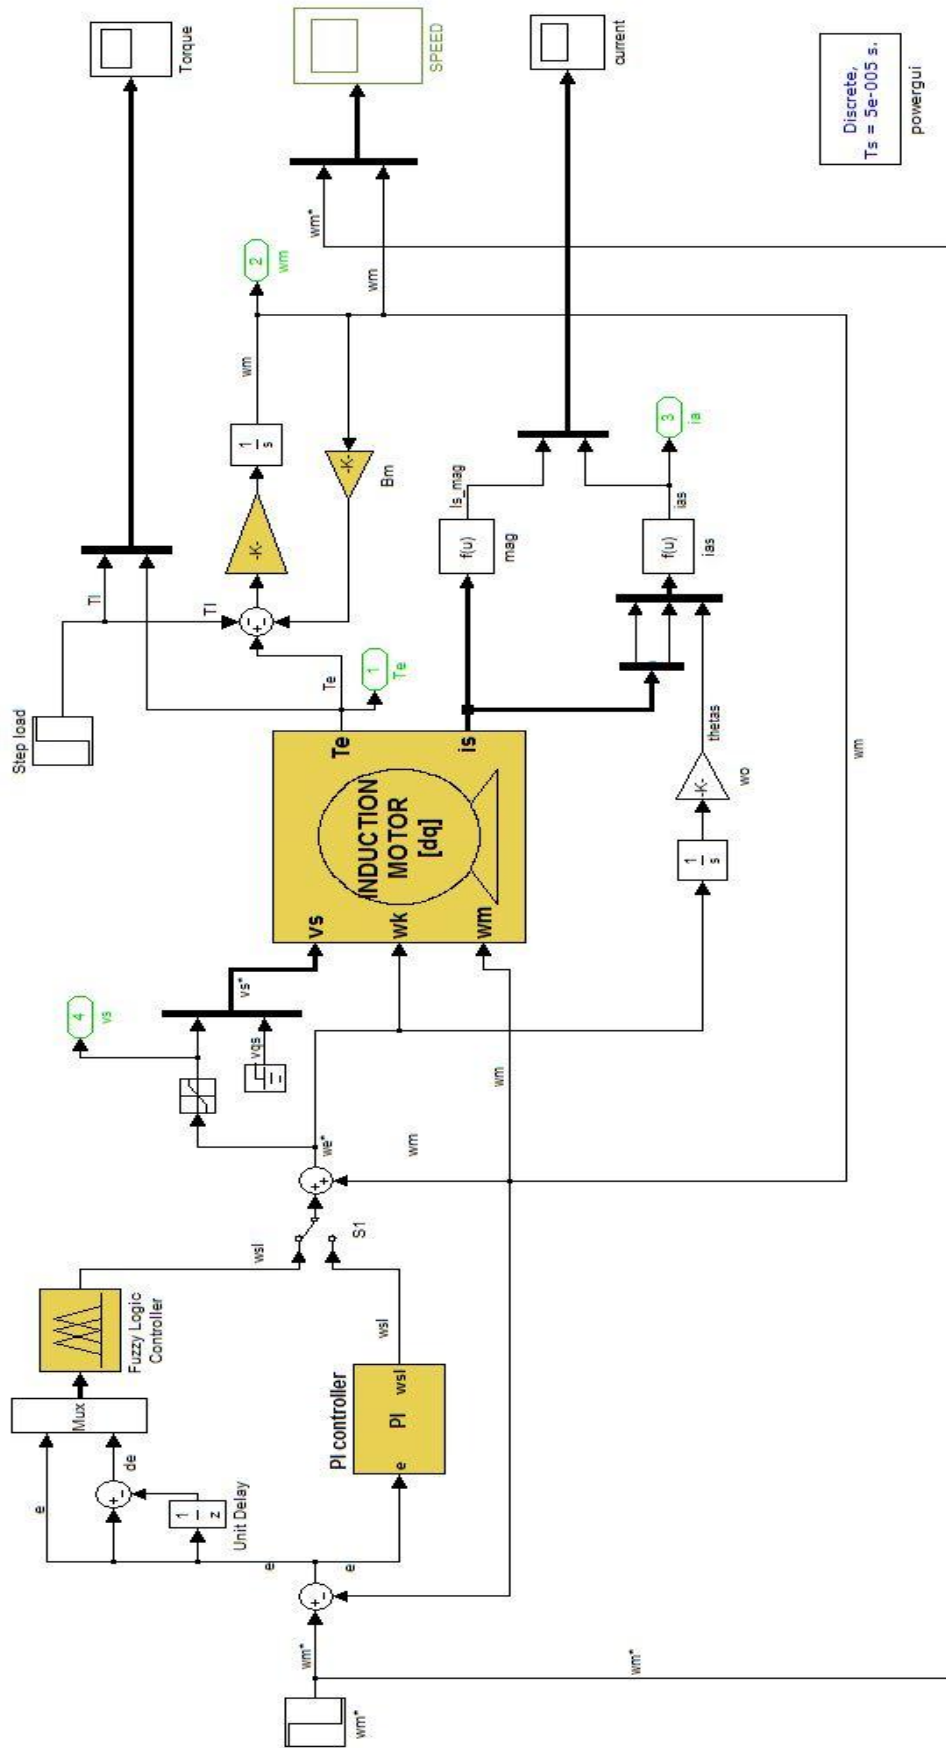 wm*
wm*
wm*
e
e
e
1
z
Unit Delay
de
Mux
Fuzzy Logic
Controller
PI controller
e PI wsl
wsl
wsl
S1
we*
wm
wm
4
vs
vqs
vs*
vs
wk
wm
INDUCTION
MOTOR
[dq]
Te
is
Step load
Tl
Tl
Te
1
Te
-K-
1
s
wm
2
wm
-K-
Bm
wm
wm*
Torque
SPEED
f(u)
mag
Is_mag
1
s
-K-
wo
thetas
f(u)
ias
ias
3
ia
current
wm
Discrete,
Ts = 5e-005 s.
powergui